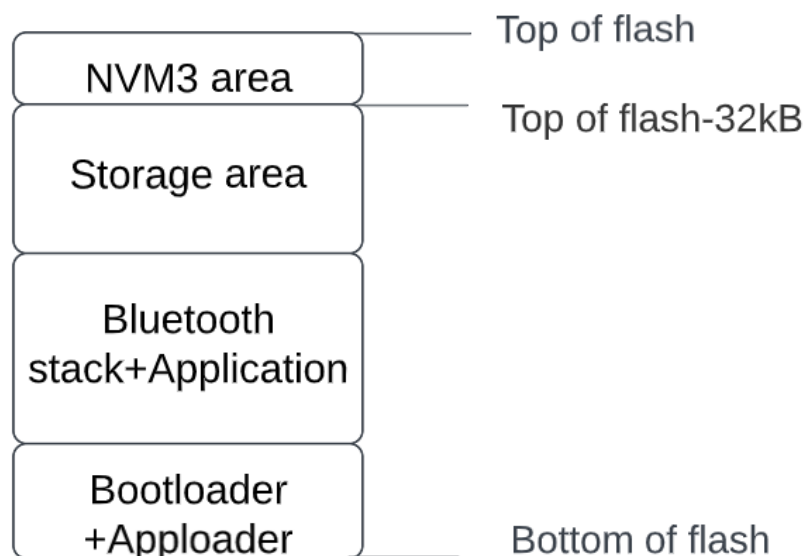 Top of flash
NVM3 area
Top of flash-32kB
Storage area
Bluetooth
stack+Application
Bootloader
+Apploader
Bottom of flash